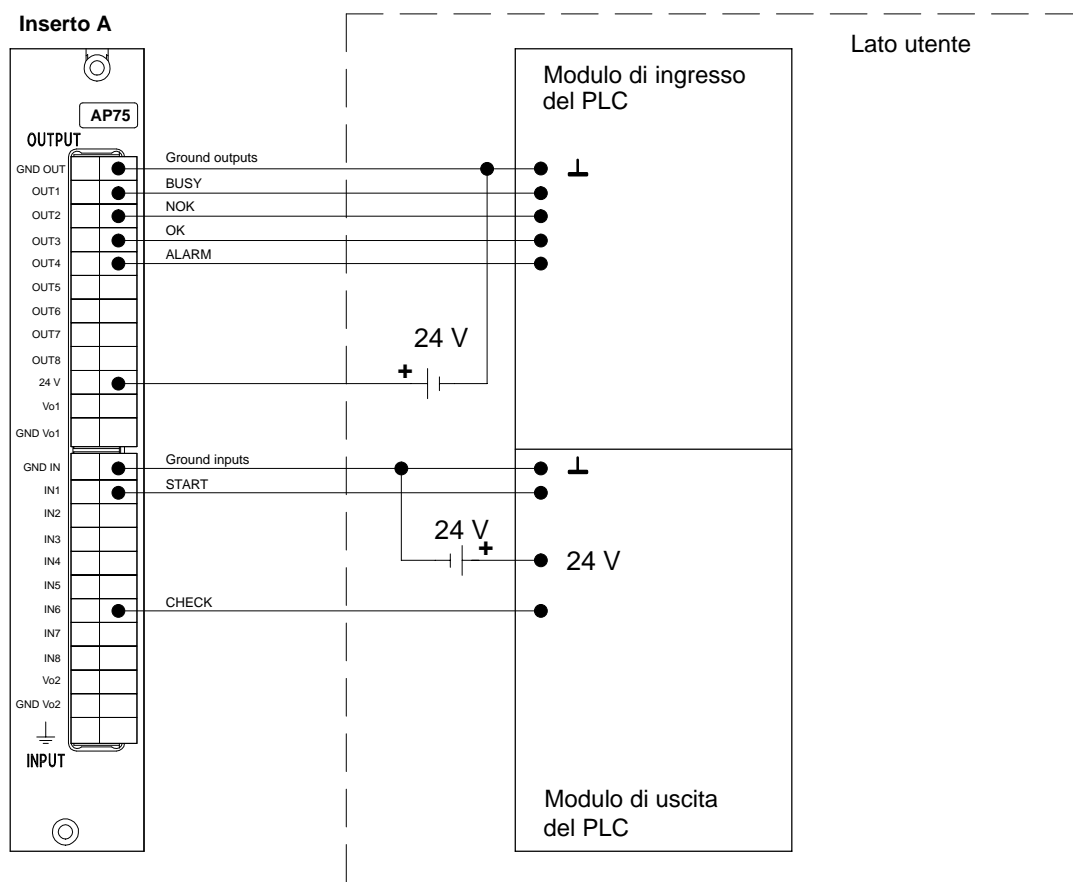 Inserto A
Lato utente
Modulo di ingresso
del PLC
AP75
OUTPUT
GND OUT
Ground outputs
OUT1
BUSY
OUT2
NOK
OUT3
OK
OUT4
ALARM
OUT5
OUT6
OUT7
24 V
OUT8
24 V
+
Vo1
GND Vo1
GND IN
Ground inputs
IN1
START
IN2
IN3
24 V
+
IN4
24 V
IN5
IN6
CHECK
IN7
IN8
Vo2
GND Vo2
INPUT
Modulo di uscita
del PLC